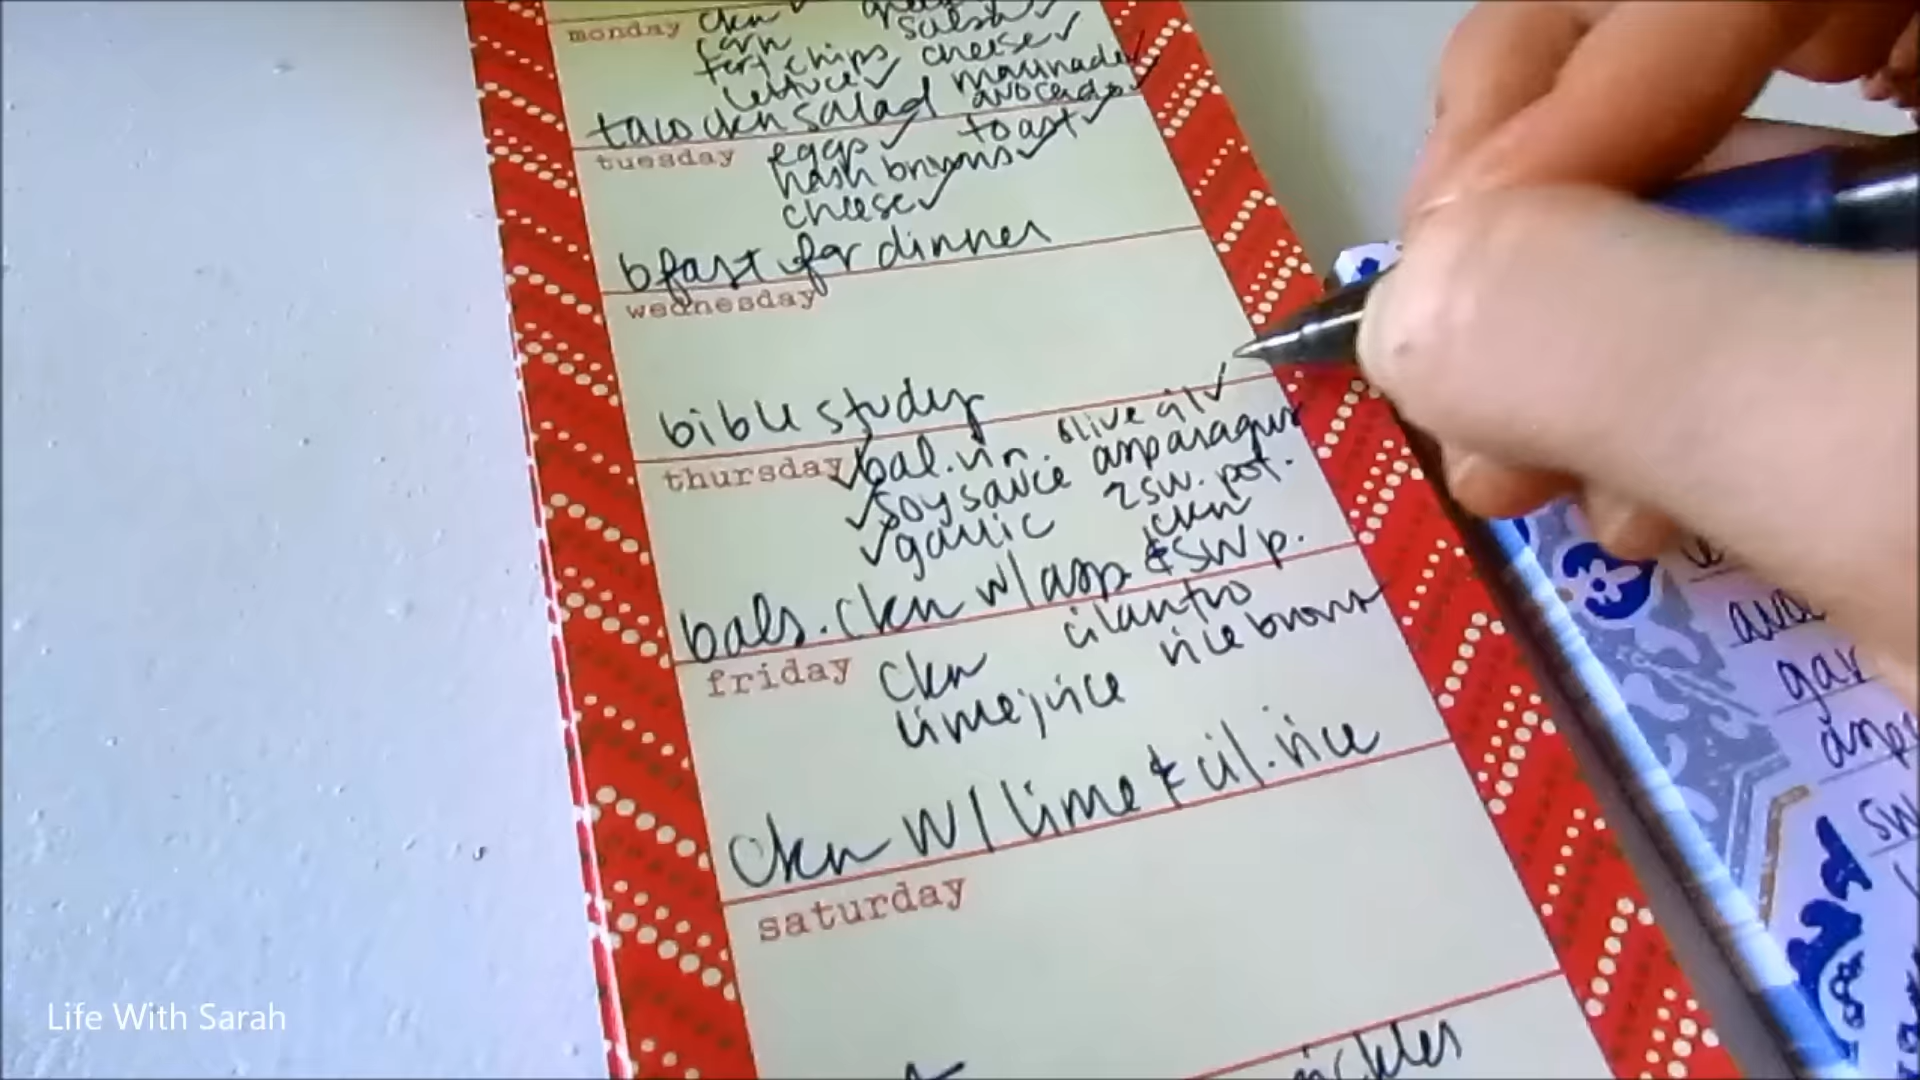 monday ckn ✓
corn salsa ✓
tort chips cheese ✓
lettuce ✓ marinade ✓
taco ckn salad avocado ✓
tuesday eggs ✓ toast ✓
hash browns ✓
cheese ✓
bfast for dinner
wednesday
bible study
thursday ✓ bal. vin. olive oil ✓
✓ soy sauce asparagus
✓ garlic 2 sw. pot.
ckn
bals. ckn w/ asp. & sw p.
friday ckn cilantro
lime juice rice brown
ckn w/ lime & cil. rice
saturday
pickles
gar
Life With Sarah